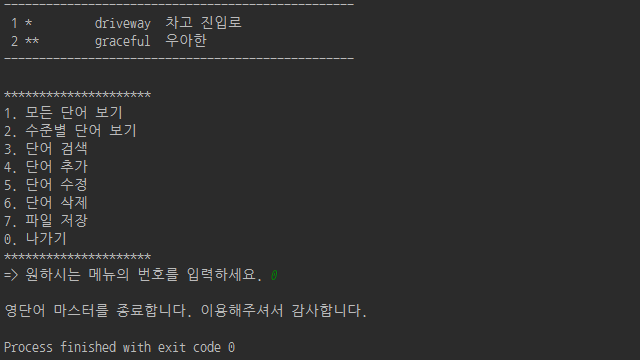 --------------------------------------------------
1 *         driveway  차고 진입로
2 **        graceful  우아한
--------------------------------------------------
*********************
1. 모든 단어 보기
2. 수준별 단어 보기
3. 단어 검색
4. 단어 추가
5. 단어 수정
6. 단어 삭제
7. 파일 저장
0. 나가기
*********************
=> 원하시는 메뉴의 번호를 입력하세요. 0
영단어 마스터를 종료합니다. 이용해주셔서 감사합니다.
Process finished with exit code 0